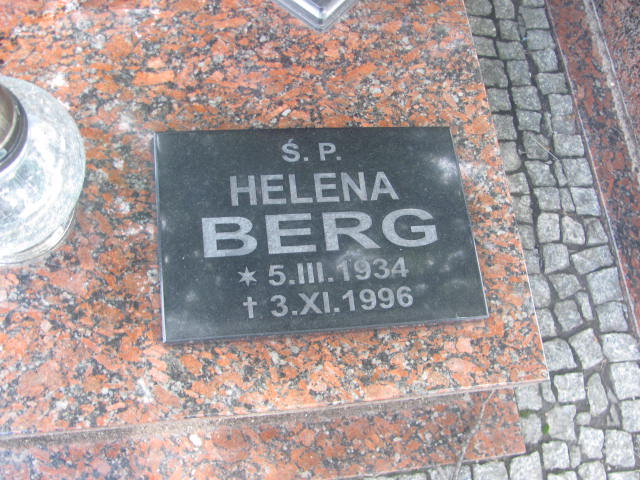 Ś. P.
HELENA
BERG
* 5.III.1934
† 3.XI.1996